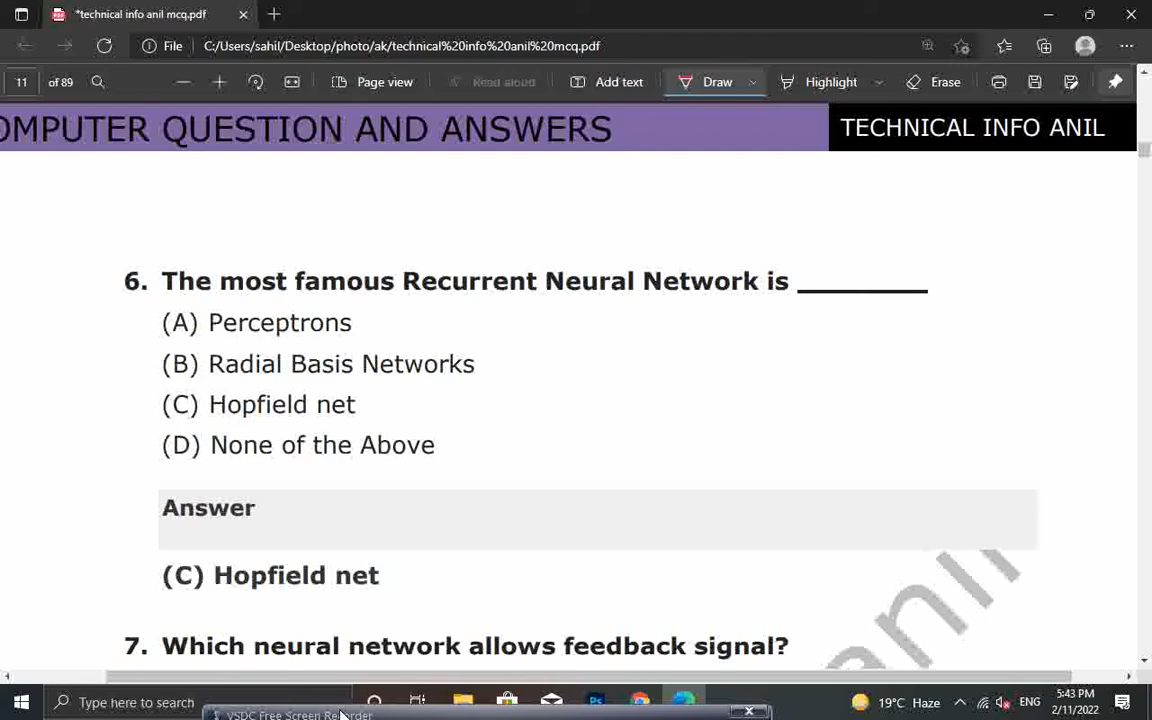 *technical info anil mcq.pdf
File C:/Users/sahil/Desktop/photo/ak/technical%20info%20anil%20mcq.pdf
11 of 89 Page view Read aloud Add text Draw Highlight Erase
OMPUTER QUESTION AND ANSWERS TECHNICAL INFO ANIL
6. The most famous Recurrent Neural Network is _________
(A) Perceptrons
(B) Radial Basis Networks
(C) Hopfield net
(D) None of the Above
Answer
(C) Hopfield net
anil
7. Which neural network allows feedback signal?
Type here to search
19°C Haze ENG
5:43 PM
2/11/2022
VSDC Free Screen Recorder